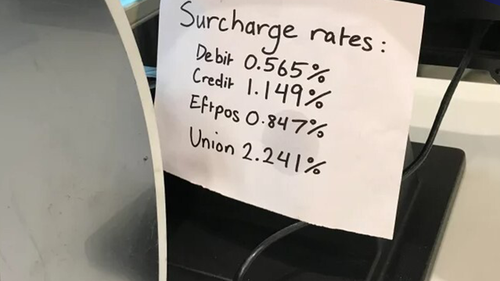 Surcharge rates:
Debit 0.565%
Credit 1.149%
Eftpos 0.847%
Union 2.241%